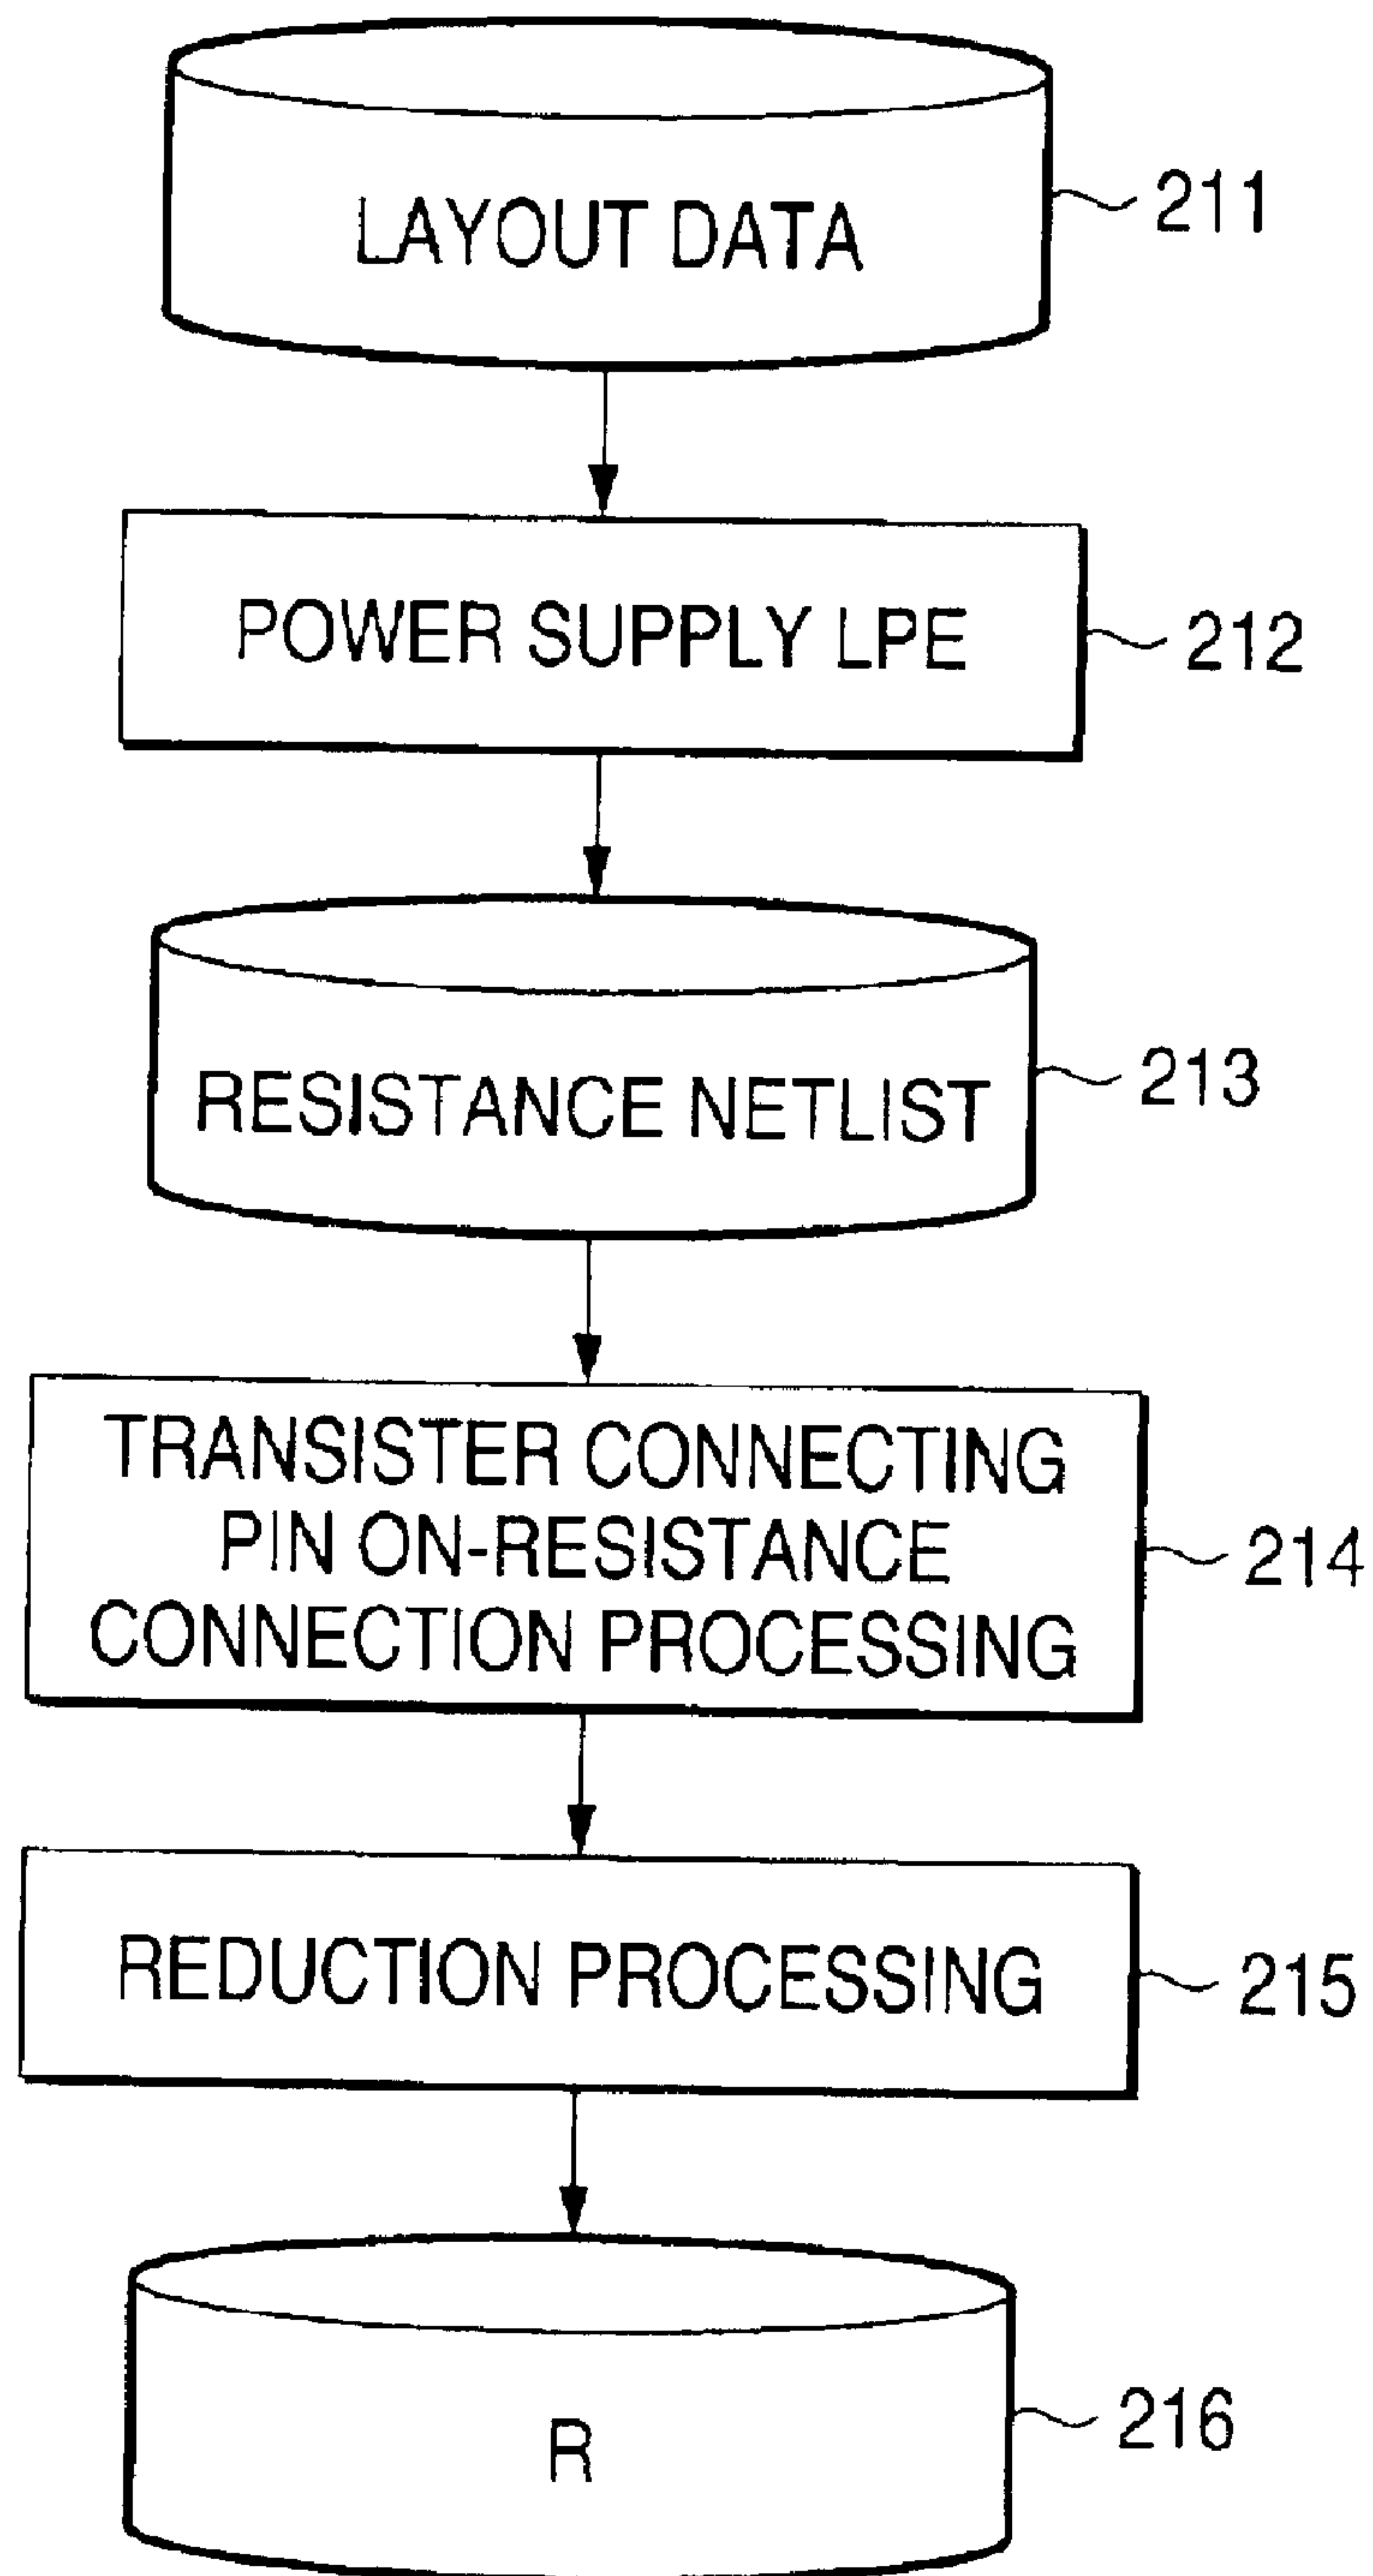 LAYOUT DATA
211
POWER SUPPLY LPE
212
RESISTANCE NETLIST
213
TRANSISTER CONNECTING
PIN ON-RESISTANCE
CONNECTION PROCESSING
214
REDUCTION PROCESSING
215
R
216